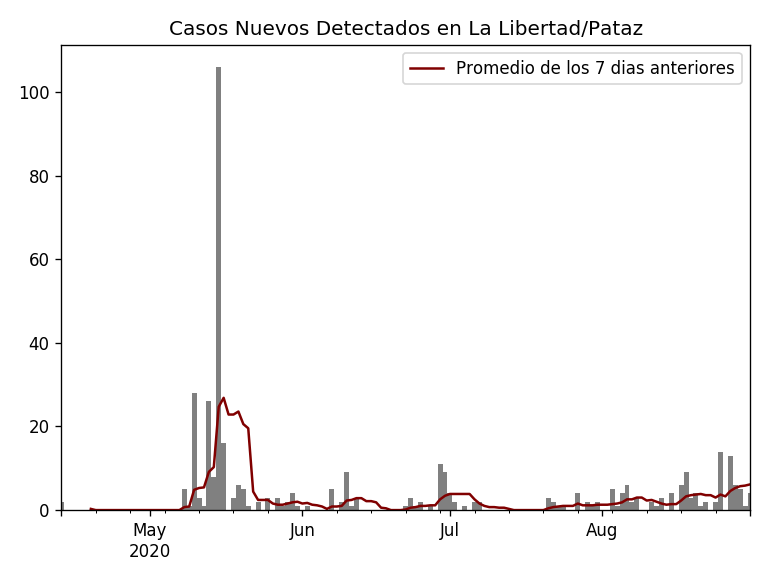 Casos Nuevos Detectados en La Libertad/Pataz
Promedio de los 7 dias anteriores
100
80
60
40
20
0
May Jun Jul Aug
2020